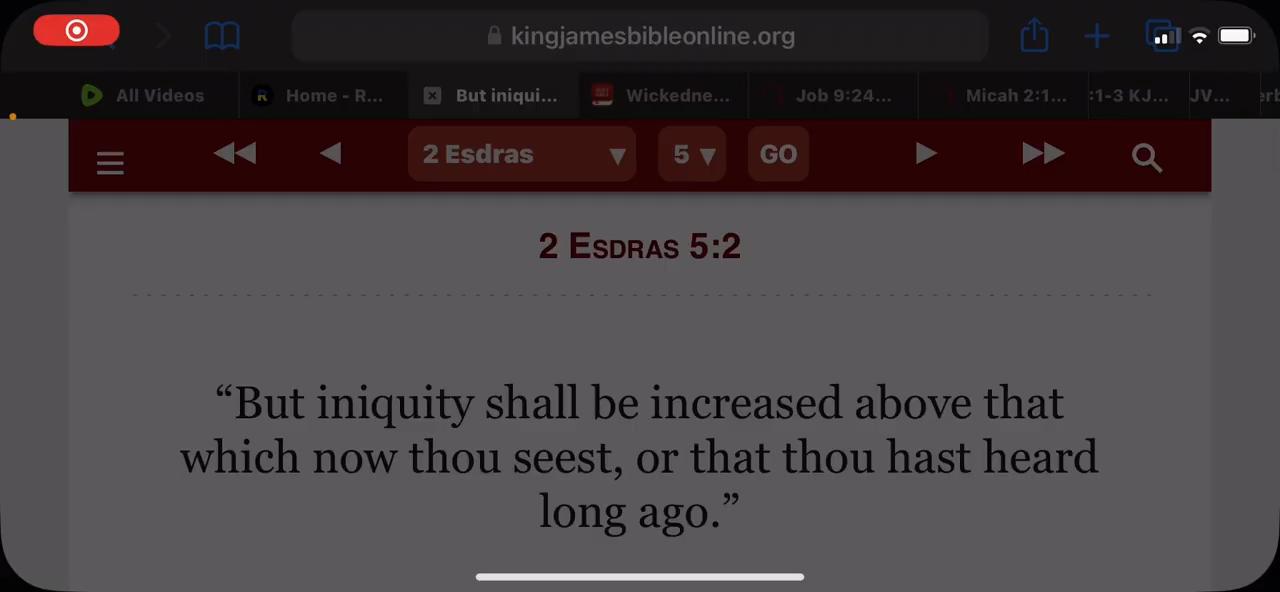 kingjamesbibleonline.org
All Videos
Home - R...
But iniqui...
Wickedne...
Job 9:24...
Micah 2:1...
:1-3 KJ...
JV...
erb
2 Esdras
5
GO
2 ESDRAS 5:2
“But iniquity shall be increased above that
which now thou seest, or that thou hast heard
long ago.”